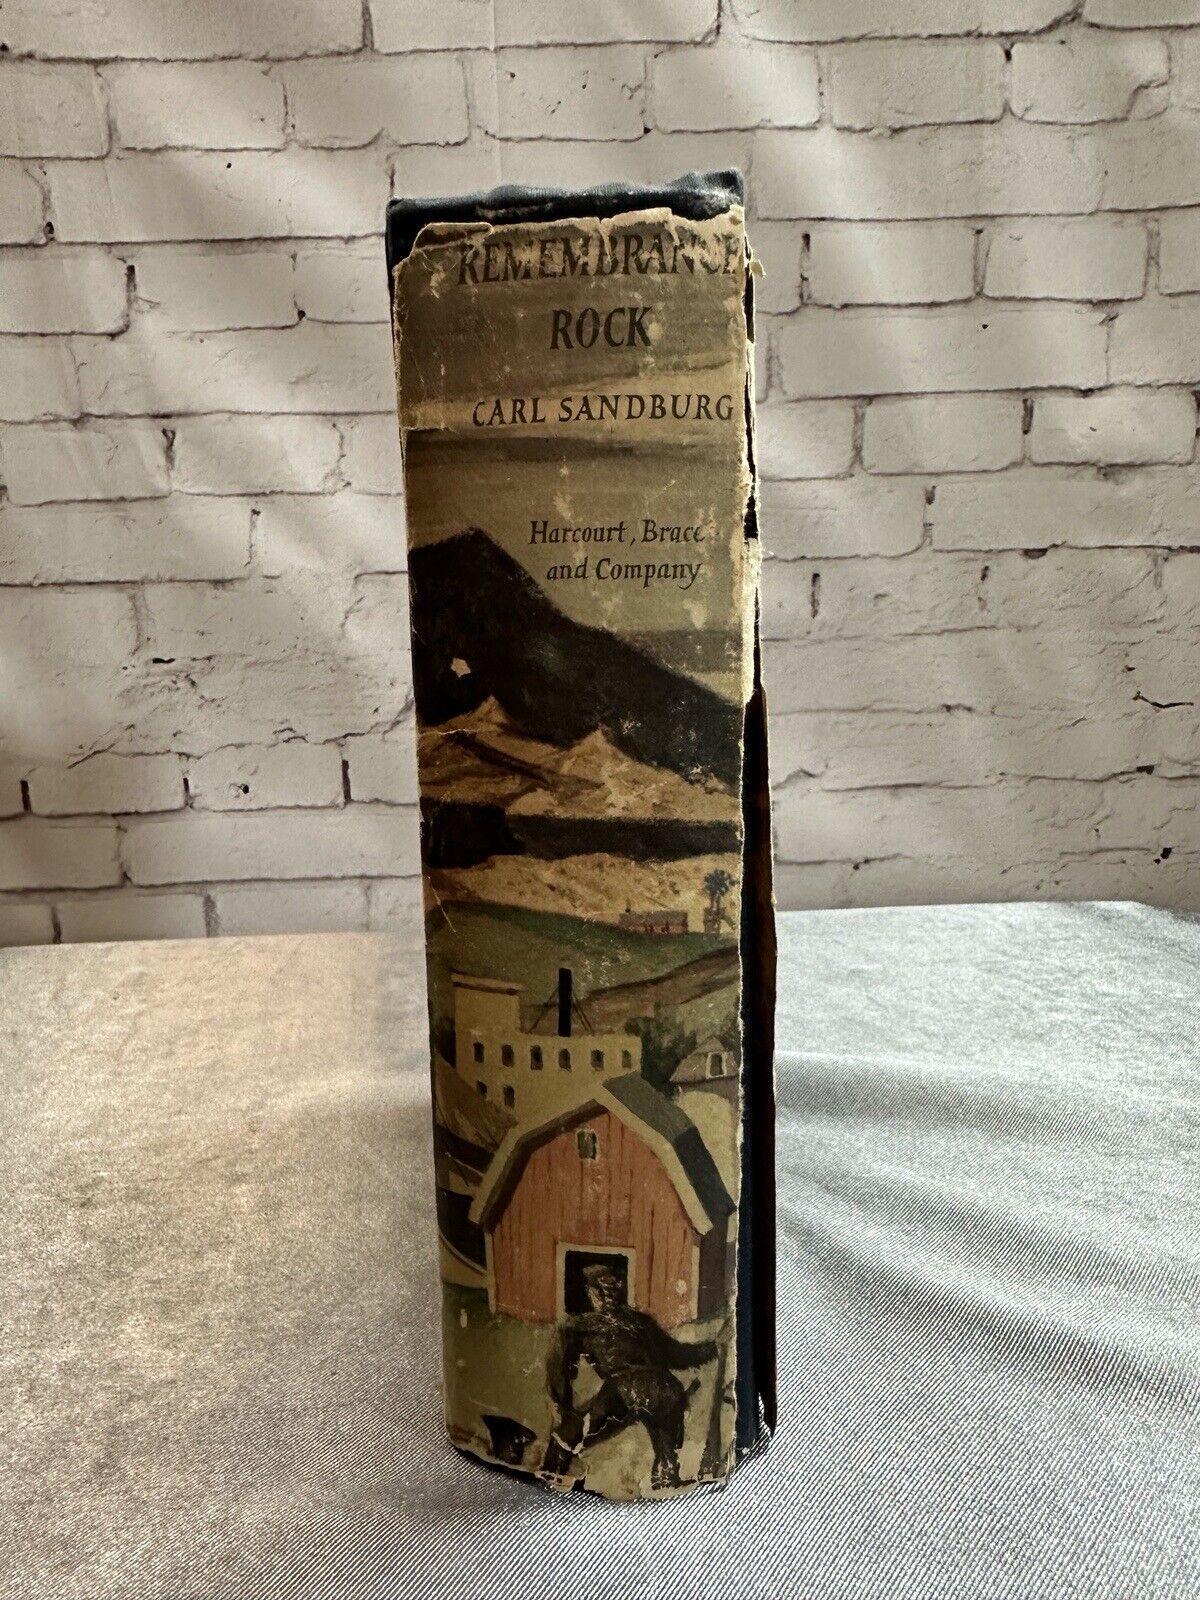 REMEMBRANCE
ROCK
CARL SANDBURG
Harcourt, Brace
and Company